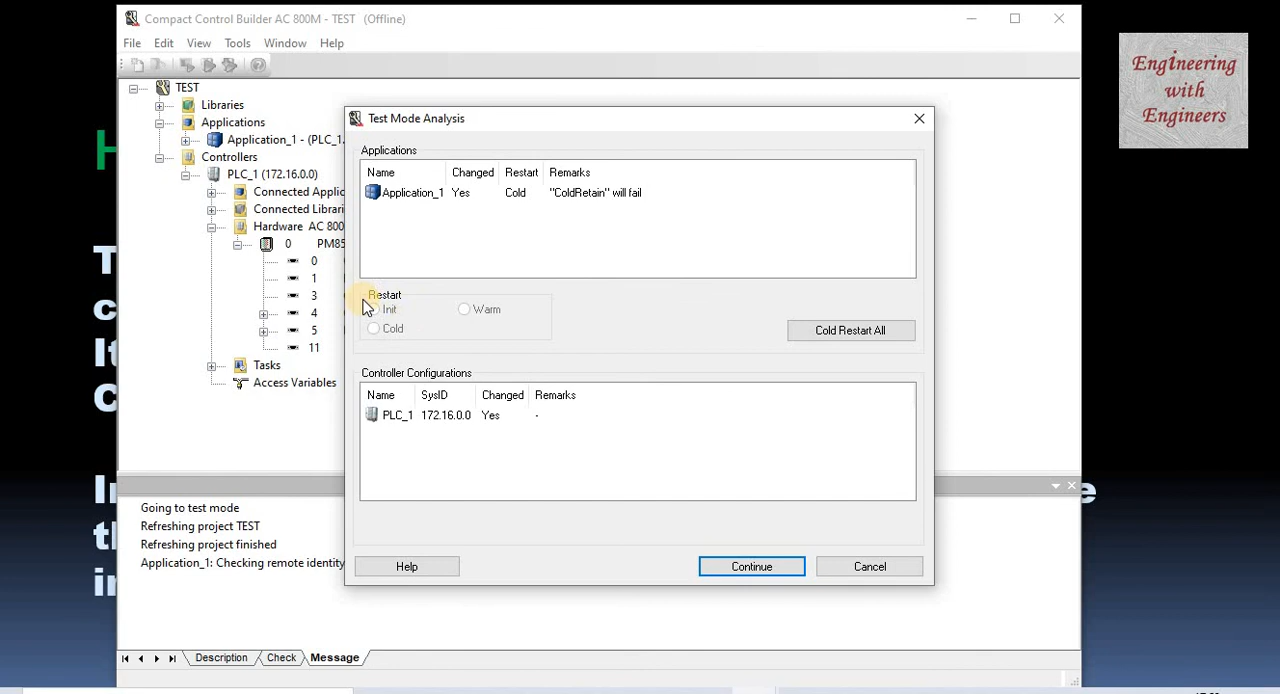 Compact Control Builder AC 800M - TEST (Offline)
File Edit View Tools Window Help
Engineering
with
Engineers
TEST
Libraries
Applications
Application_1 - (PLC_1.
Controllers
PLC_1 (172.16.0.0)
Connected Applic
Connected Librari
Hardware AC 800
0 PM85
0
1
3
4
5
11
Tasks
Access Variables
Test Mode Analysis
Applications
Name Changed Restart Remarks
Application_1 Yes Cold "ColdRetain" will fail
Restart
Init Warm
Cold
Cold Restart All
Controller Configurations
Name SysID Changed Remarks
PLC_1 172.16.0.0 Yes -
Help Continue Cancel
Going to test mode
Refreshing project TEST
Refreshing project finished
Application_1: Checking remote identity
Description Check Message